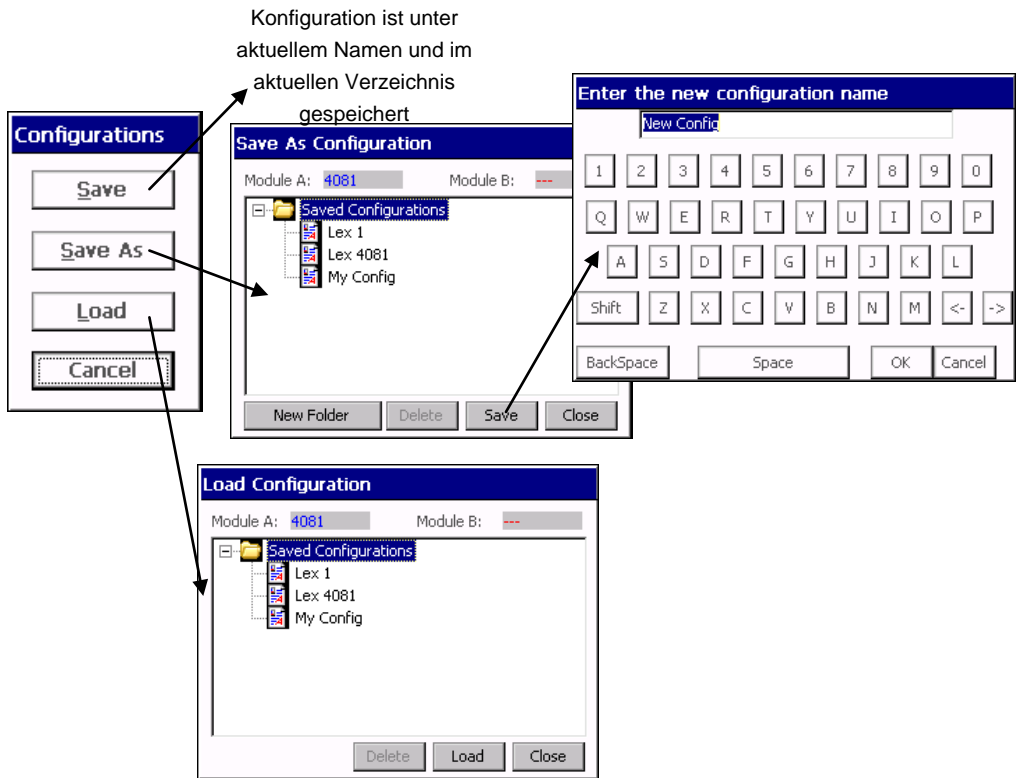 Konfiguration ist unter
aktuellem Namen und im
aktuellen Verzeichnis
gespeichert
Configurations
Save
Save As
Load
Cancel
Save As Configuration
Module A: 4081 Module B: ---
Saved Configurations
Lex 1
Lex 4081
My Config
New Folder Delete Save Close
Enter the new configuration name
New Config
1 2 3 4 5 6 7 8 9 0
Q W E R T Y U I O P
A S D F G H J K L
Shift Z X C V B N M <- ->
BackSpace Space OK Cancel
Load Configuration
Module A: 4081 Module B: ---
Saved Configurations
Lex 1
Lex 4081
My Config
Delete Load Close